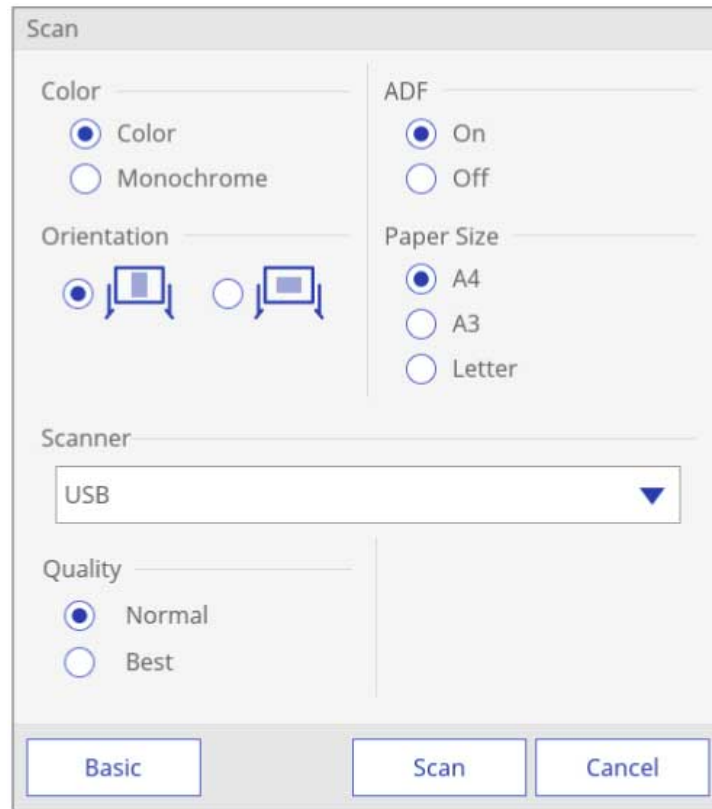 Scan
Color
Color
Monochrome
Orientation
ADF
On
Off
Paper Size
A4
A3
Letter
Scanner
USB
Quality
Normal
Best
Basic
Scan
Cancel